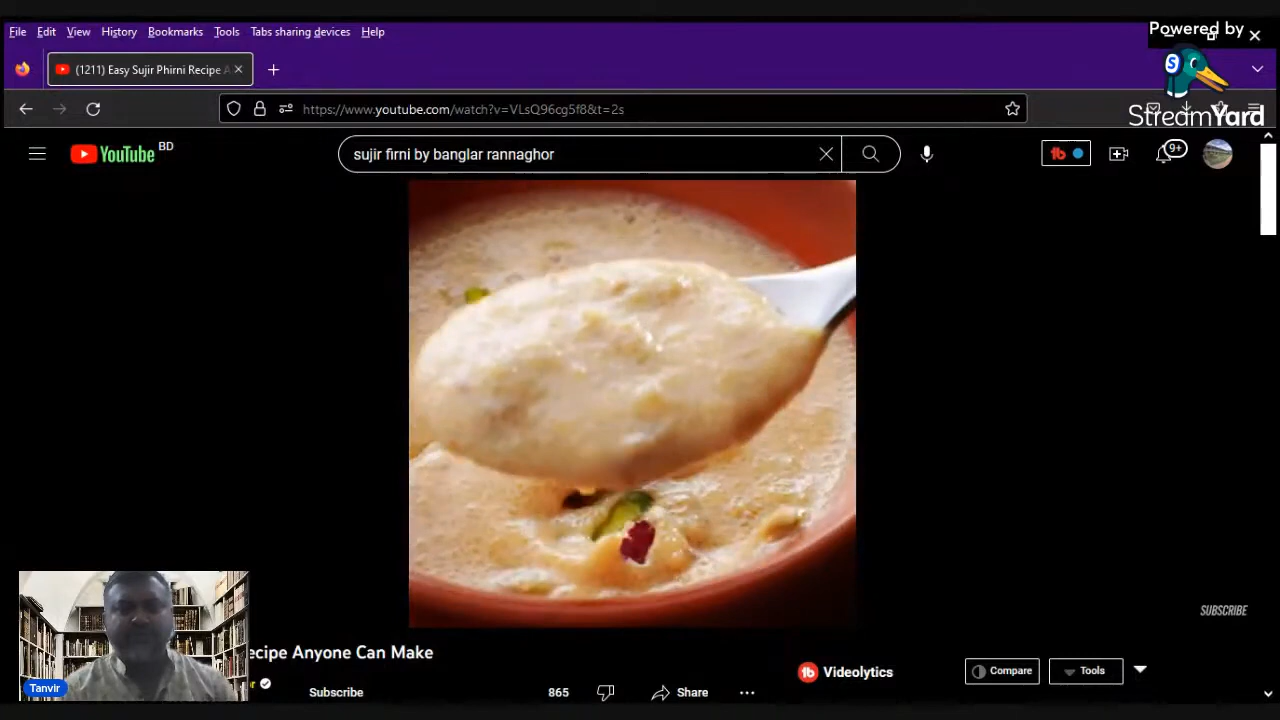 File Edit View History Bookmarks Tools Tabs sharing devices Help
Powered by
StreamYard
(1211) Easy Sujir Phirni Recipe A
https://www.youtube.com/watch?v=VLsQ96cg5f8&t=2s
YouTube BD
sujir firni by banglar rannaghor
9+
SUBSCRIBE
ecipe Anyone Can Make
Videolytics
Compare
Tools
Subscribe
865
Share
Tanvir